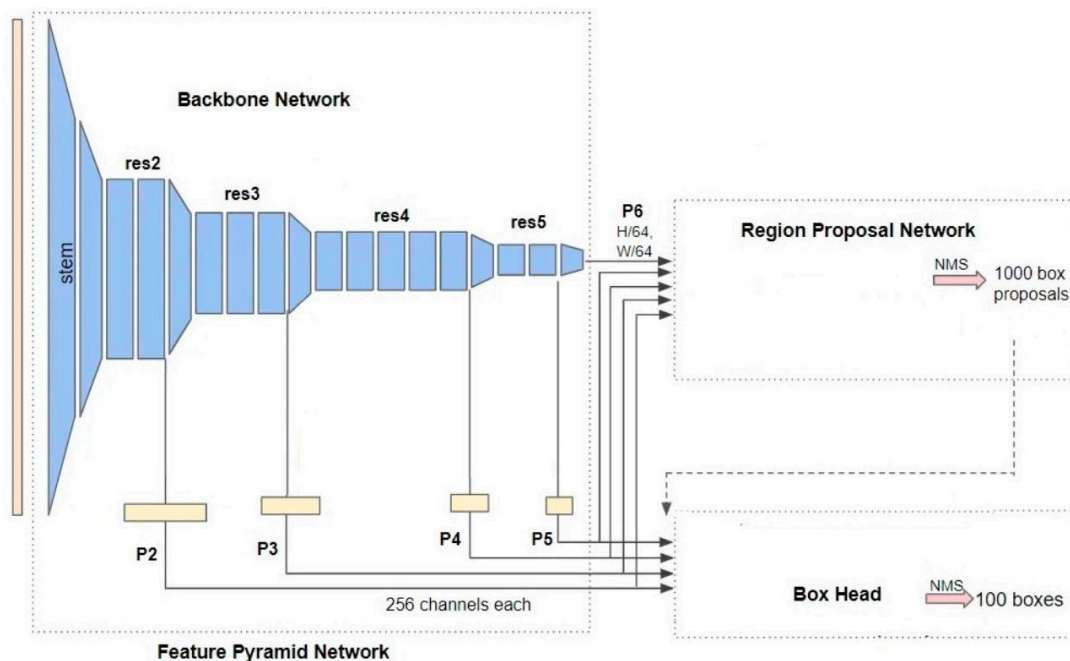 Backbone Network
stem
res2
res3
res4
res5
P6
H/64,
W/64
Region Proposal Network
NMS
1000 box
proposals
P2
P3
P4
P5
256 channels each
Box Head
NMS
100 boxes
Feature Pyramid Network